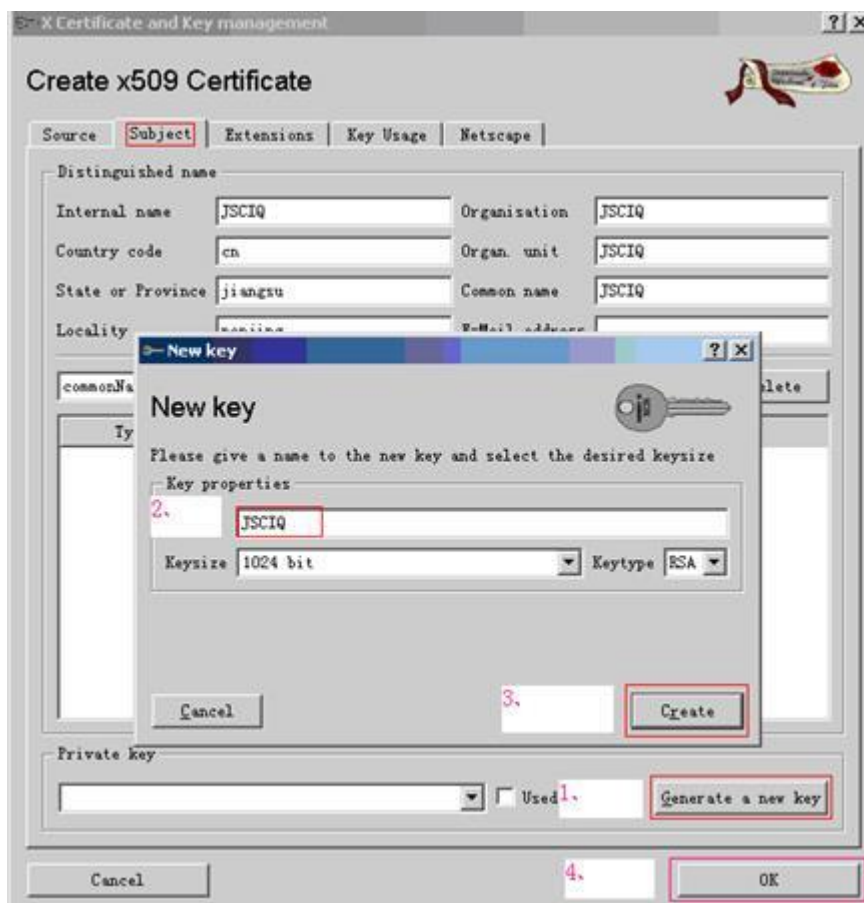 X Certificate and Key management
Create x509 Certificate
Source Subject Extensions Key Usage Netscape
Distinguished name
Internal name JSCIQ Organisation JSCIQ
Country code cn Organ. unit JSCIQ
State or Province jiangsu Common name JSCIQ
Locality
New key
New key
Please give a name to the new key and select the desired keysize
Key properties
2、 JSCIQ
Keysize 1024 bit Keytype RSA
Cancel 3、 Create
Private key
Used 1、 Generate a new key
Cancel 4、 OK